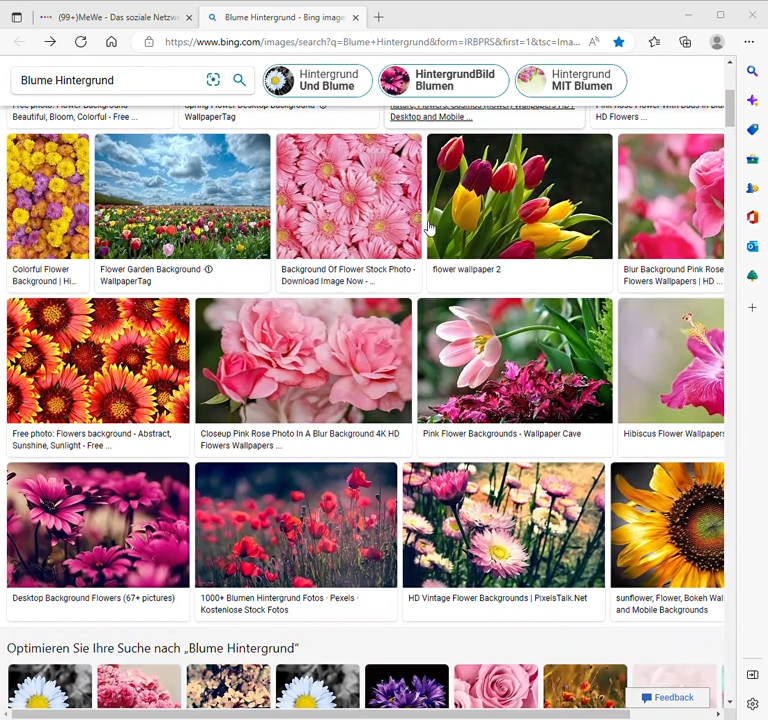 (99+)MeWe - Das soziale Netzw
Blume Hintergrund - Bing image
https://www.bing.com/images/search?q=Blume+Hintergrund&form=IRBPRS&first=1&tsc=Ima...
Blume Hintergrund
Hintergrund
Und Blume
HintergrundBild
Blumen
Hintergrund
MIT Blumen
Beautiful, Bloom, Colorful - Free ...
WallpaperTag
Desktop and Mobile ...
HD Flowers ...
Colorful Flower
Background | Hi...
Flower Garden Background
WallpaperTag
Background Of Flower Stock Photo -
Download Image Now - ...
flower wallpaper 2
Blur Background Pink Rose
Flowers Wallpapers | HD ...
Free photo: Flowers background - Abstract,
Sunshine, Sunlight - Free ...
Closeup Pink Rose Photo In A Blur Background 4K HD
Flowers Wallpapers ...
Pink Flower Backgrounds - Wallpaper Cave
Hibiscus Flower Wallpapers
Desktop Background Flowers (67+ pictures)
1000+ Blumen Hintergrund Fotos · Pexels ·
Kostenlose Stock Fotos
HD Vintage Flower Backgrounds | PixelsTalk.Net
sunflower, Flower, Bokeh Wal
and Mobile Backgrounds
Optimieren Sie Ihre Suche nach „Blume Hintergrund“
Feedback